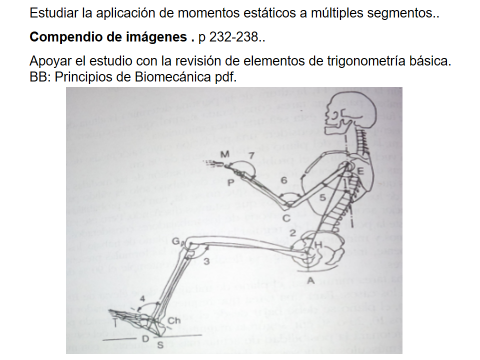 Estudiar la aplicación de momentos estáticos a múltiples segmentos..
Compendio de imágenes . p 232-238..
Apoyar el estudio con la revisión de elementos de trigonometría básica.
BB: Principios de Biomecánica pdf.
M 7
P
6
E
5
C
2
G
H
3
A
4
Ch
T
D
S